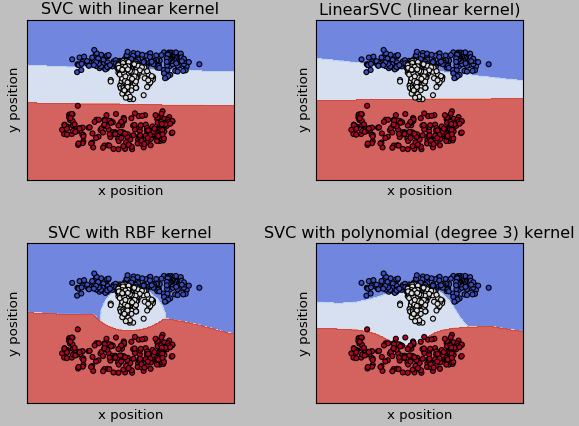 SVC with linear kernel
LinearSVC (linear kernel)
y position
y position
x position
x position
SVC with RBF kernel
SVC with polynomial (degree 3) kernel
y position
y position
x position
x position